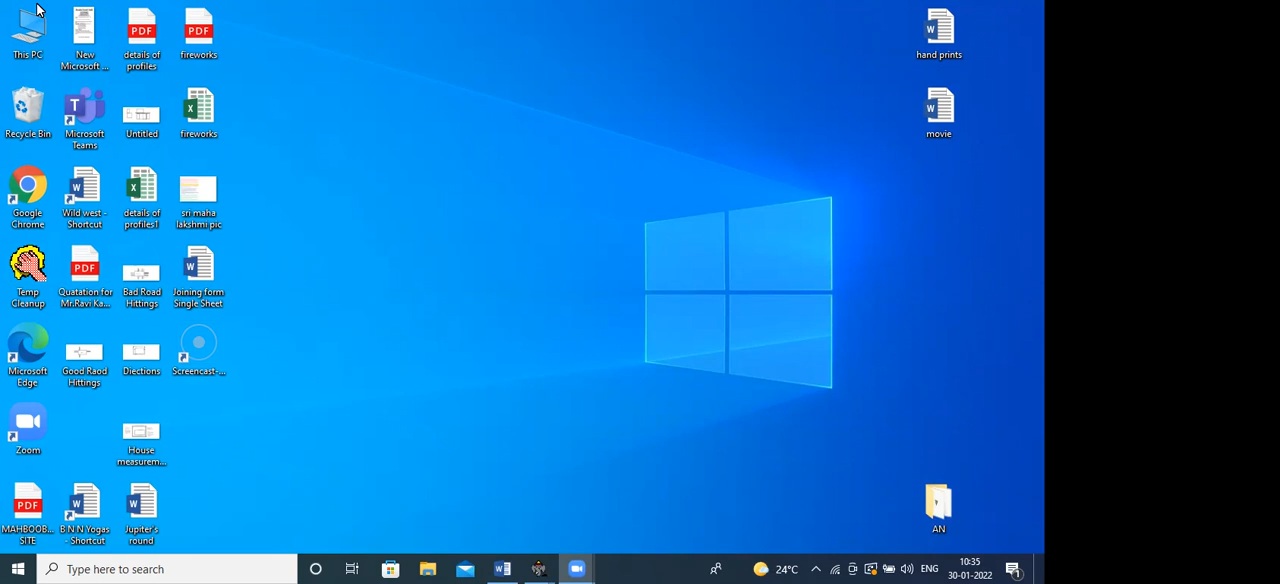 This PC
New
Microsoft ...
PDF
details of
profiles
PDF
fireworks
hand prints
Recycle Bin
Microsoft
Teams
Untitled
fireworks
movie
Google
Chrome
Wild west -
Shortcut
details of
profiles1
sri maha
lakshmi pic
Temp
Cleanup
PDF
Quatation for
Mr.Ravi Ka...
Bad Road
Hittings
Joining form
Single Sheet
Microsoft
Edge
Good Raod
Hittings
Diections
Screencast-...
Zoom
House
measurem...
PDF
MAHBOOB...
SITE
B N N Yogas
- Shortcut
Jupiter's
round
AN
Type here to search
24°C
ENG
10:35
30-01-2022
1